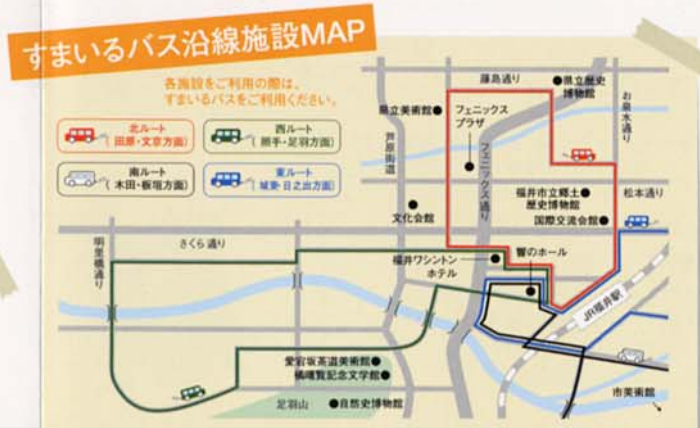 すまいるバス沿線施設MAP
各施設をご利用の際は、
すまいるバスをご利用ください。
北ルート
(田原・文京方面)
西ルート
(照手・足羽方面)
南ルート
(木田・板垣方面)
東ルート
(城東・日之出方面)
藤島通り
県立歴史
博物館
お泉水通り
県立美術館
フェニックス
プラザ
芦原街道
フェニックス通り
福井市立郷土
歴史博物館
松本通り
文化会館
国際交流会館
明里橋通り
さくら通り
福井ワシントン
ホテル
響のホール
JR福井駅
愛宕坂茶道美術館
橘曙覧記念文学館
足羽山
自然史博物館
市美術館